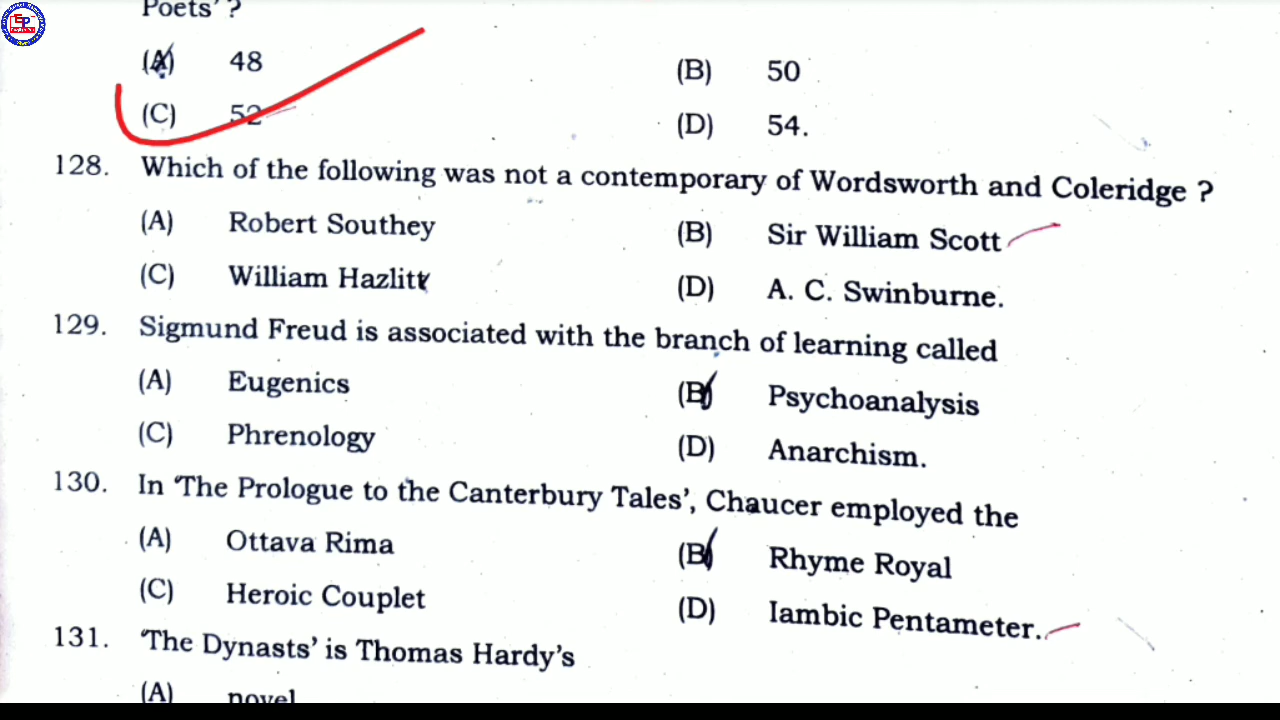 Poets' ?
(A) 48 (B) 50
(C) 52 (D) 54.
128. Which of the following was not a contemporary of Wordsworth and Coleridge ?
(A) Robert Southey (B) Sir William Scott
(C) William Hazlitt (D) A. C. Swinburne.
129. Sigmund Freud is associated with the branch of learning called
(A) Eugenics (B) Psychoanalysis
(C) Phrenology (D) Anarchism.
130. In 'The Prologue to the Canterbury Tales', Chaucer employed the
(A) Ottava Rima (B) Rhyme Royal
(C) Heroic Couplet (D) Iambic Pentameter.
131. 'The Dynasts' is Thomas Hardy's
(A) novel